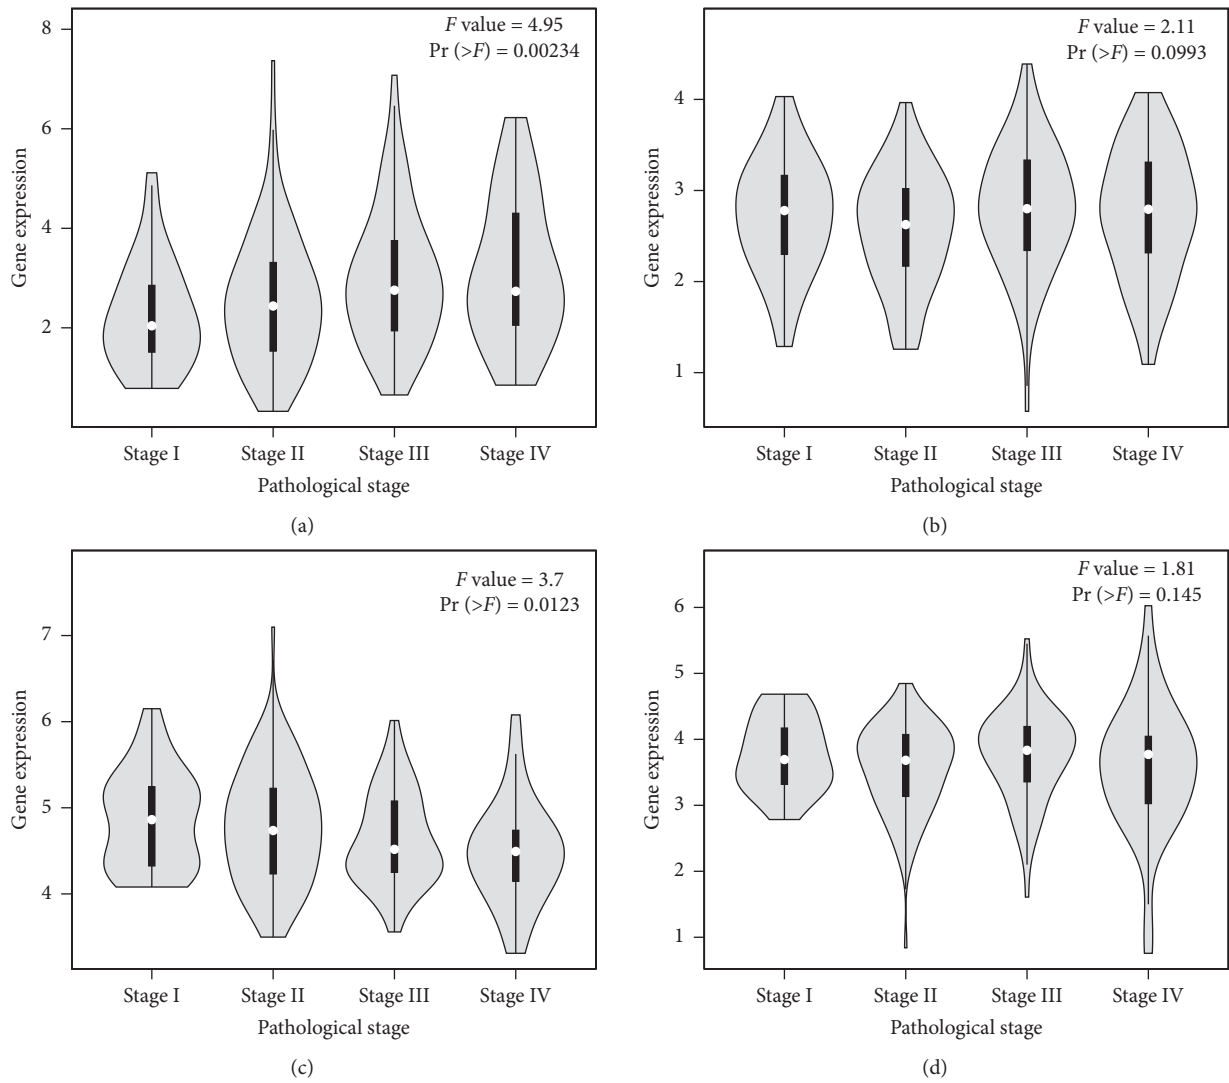 F value = 4.95
Pr (>F) = 0.00234
8
6
4
2
Gene expression
Stage I Stage II Stage III Stage IV
Pathological stage
(a)
F value = 2.11
Pr (>F) = 0.0993
4
3
2
1
Gene expression
Stage I Stage II Stage III Stage IV
Pathological stage
(b)
F value = 3.7
Pr (>F) = 0.0123
7
6
5
4
Gene expression
Stage I Stage II Stage III Stage IV
Pathological stage
(c)
F value = 1.81
Pr (>F) = 0.145
6
5
4
3
2
1
Gene expression
Stage I Stage II Stage III Stage IV
Pathological stage
(d)